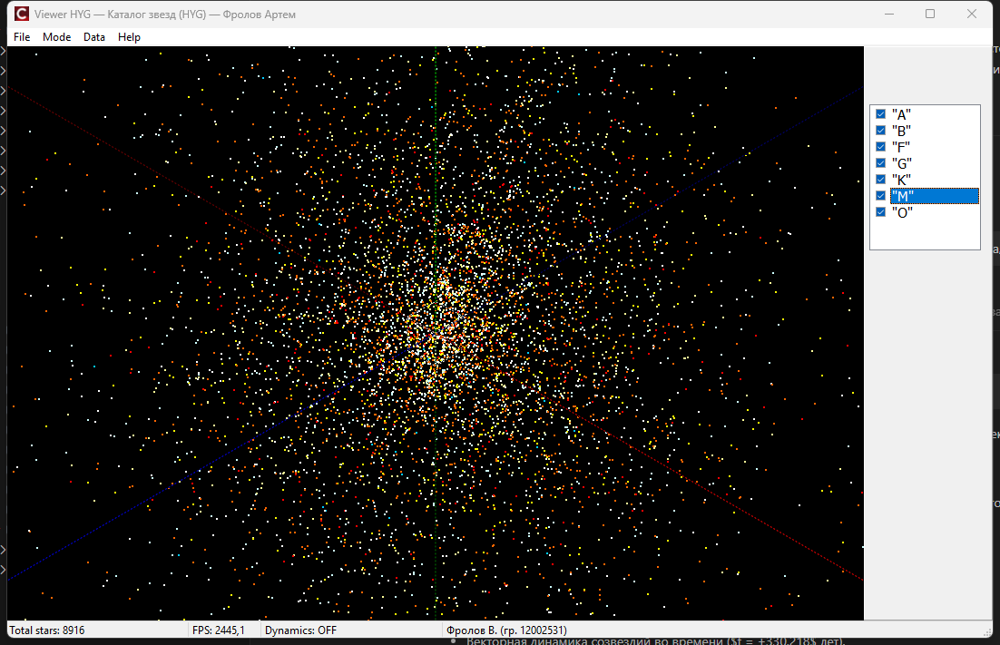 Viewer HYG — Каталог звезд (HYG) — Фролов Артем
File Mode Data Help
"A"
"B"
"F"
"G"
"K"
"M"
"O"
Total stars: 8916 FPS: 2445,1 Dynamics: OFF Фролов В. (гр. 12002531)
Векторная динамика созвездий во времени ($t = +330,218$ лет).